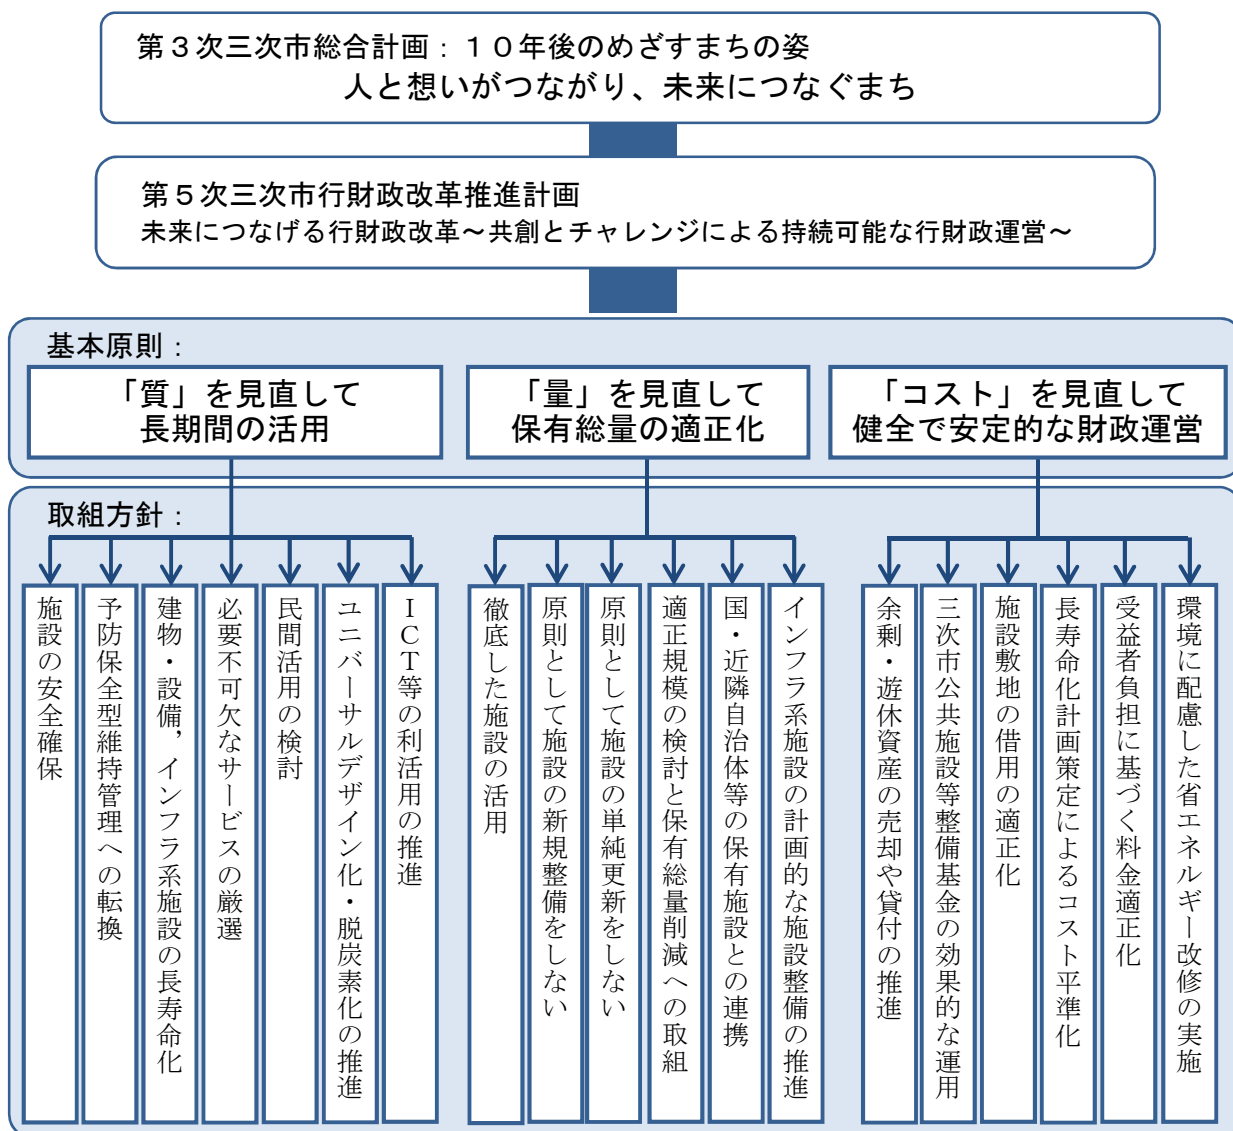 第３次三次市総合計画：１０年後のめざすまちの姿
人と想いがつながり、未来につなぐまち
第５次三次市行財政改革推進計画
未来につなげる行財政改革～共創とチャレンジによる持続可能な行財政運営～
基本原則：
「質」を見直して
長期間の活用
「量」を見直して
保有総量の適正化
「コスト」を見直して
健全で安定的な財政運営
取組方針：
施設の安全確保
予防保全型維持管理への転換
建物・設備，インフラ系施設の長寿命化
必要不可欠なサービスの厳選
民間活用の検討
ユニバーサルデザイン化・脱炭素化の推進
ＩＣＴ等の利活用の推進
徹底した施設の活用
原則として施設の新規整備をしない
原則として施設の単純更新をしない
適正規模の検討と保有総量削減への取組
国・近隣自治体等の保有施設との連携
インフラ系施設の計画的な施設整備の推進
余剰・遊休資産の売却や貸付の推進
三次市公共施設等整備基金の効果的な運用
施設敷地の借用の適正化
長寿命化計画策定によるコスト平準化
受益者負担に基づく料金適正化
環境に配慮した省エネルギー改修の実施